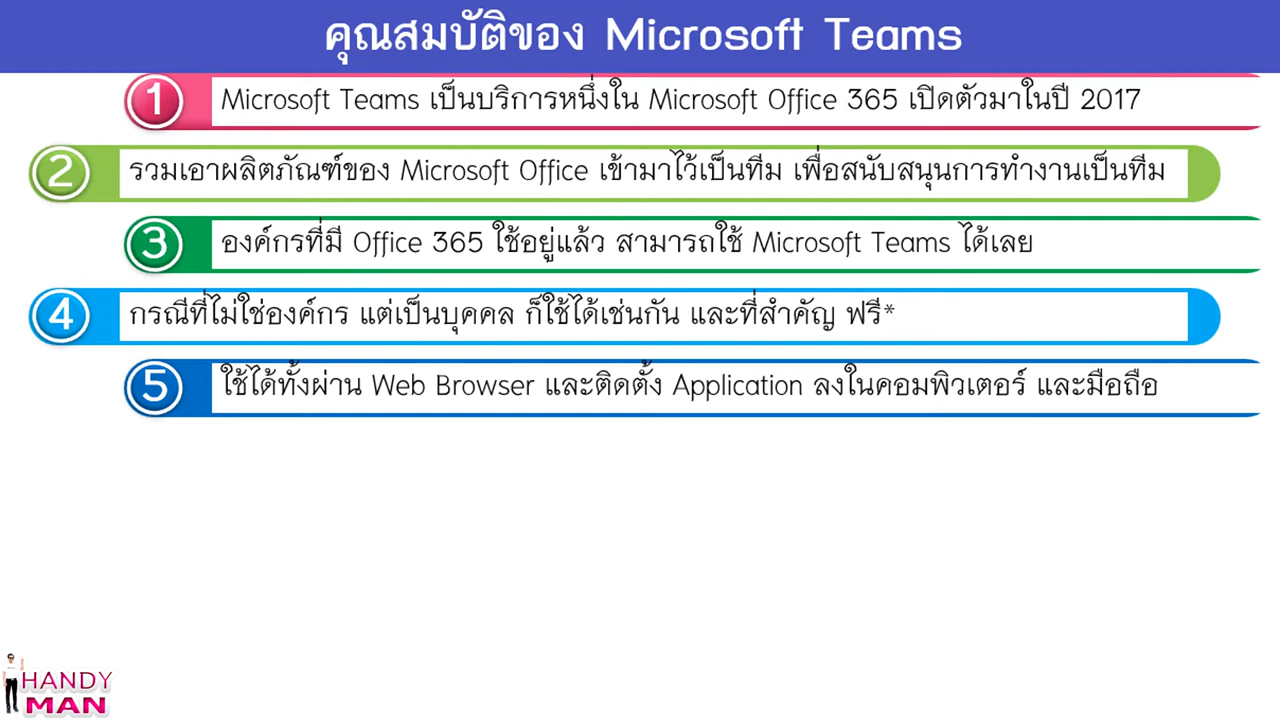 คุณสมบัติของ Microsoft Teams
1 Microsoft Teams เป็นบริการหนึ่งใน Microsoft Office 365 เปิดตัวมาในปี 2017
2 รวมเอาผลิตภัณฑ์ของ Microsoft Office เข้ามาไว้เป็นทีม เพื่อสนับสนุนการทำงานเป็นทีม
3 องค์กรที่มี Office 365 ใช้อยู่แล้ว สามารถใช้ Microsoft Teams ได้เลย
4 กรณีที่ไม่ใช่องค์กร แต่เป็นบุคคล ก็ใช้ได้เช่นกัน และที่สำคัญ ฟรี*
5 ใช้ได้ทั้งผ่าน Web Browser และติดตั้ง Application ลงในคอมพิวเตอร์ และมือถือ
HANDY
MAN